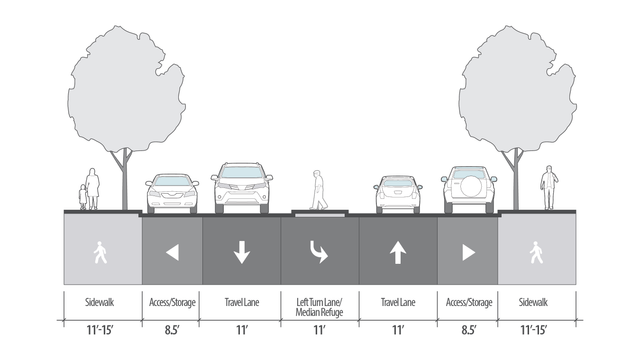 Sidewalk
Access/Storage
Travel Lane
Left Turn Lane/
Median Refuge
Travel Lane
Access/Storage
Sidewalk
11'-15'
8.5'
11'
11'
11'
8.5'
11'-15'